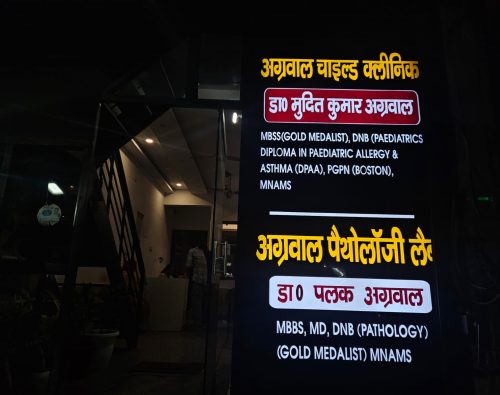 अग्रवाल चाइल्ड क्लीनिक
डा0 मुदित कुमार अग्रवाल
MBBS(GOLD MEDALIST), DNB (PAEDIATRICS
DIPLOMA IN PAEDIATRIC ALLERGY &
ASTHMA (DPAA), PGPN (BOSTON),
MNAMS
अग्रवाल पैथोलॉजी लै
डा0 पलक अग्रवाल
MBBS, MD, DNB (PATHOLOGY)
(GOLD MEDALIST) MNAMS